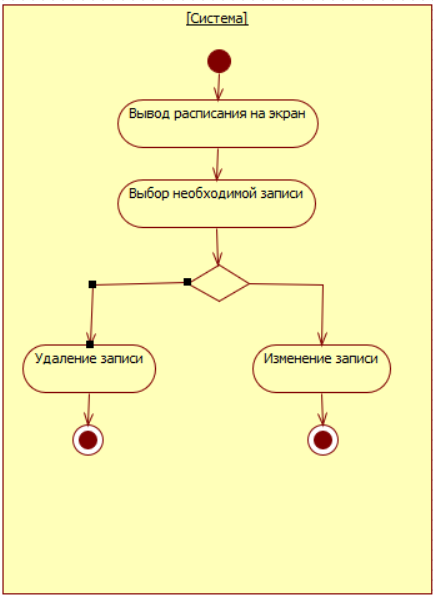 [Система]
Вывод расписания на экран
Выбор необходимой записи
Удаление записи
Изменение записи